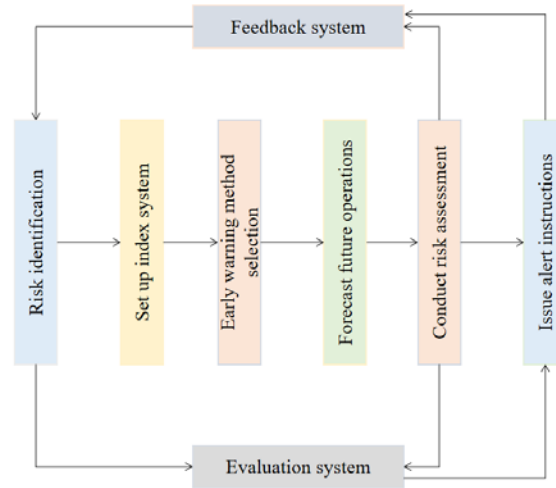 Feedback system
Risk identification
Set up index system
Early warning method
selection
Forecast future operations
Conduct risk assessment
Issue alert instructions
Evaluation system